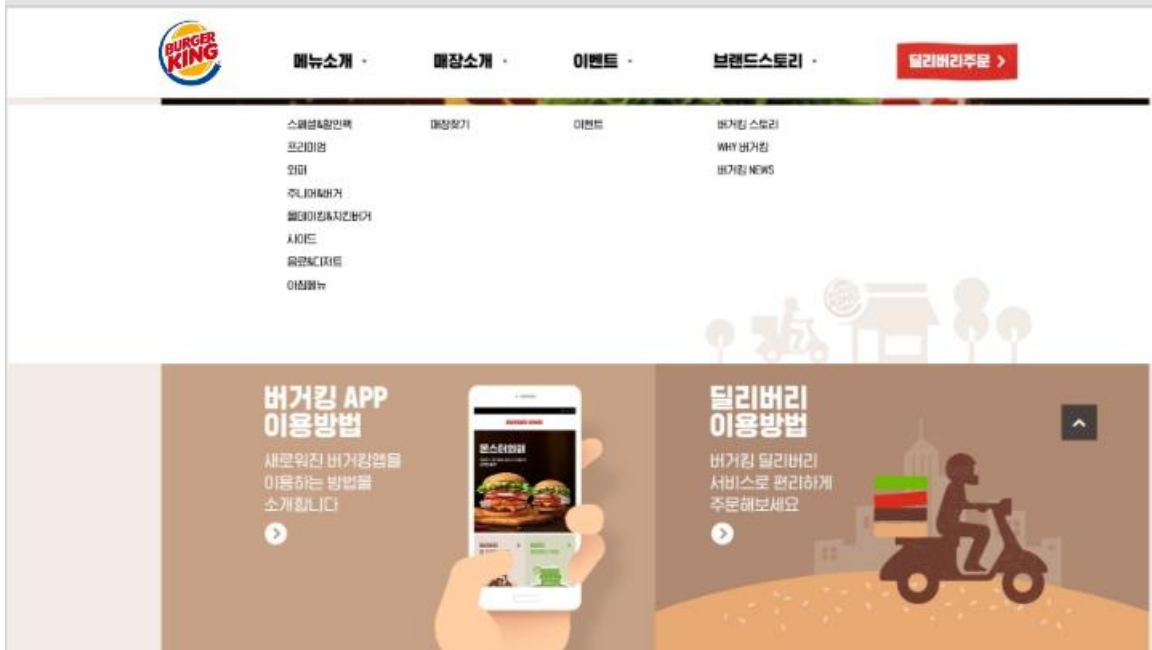 BURGER
KING
메뉴소개
매장소개
이벤트
브랜드스토리
딜리버리주문
스페셜&할인팩
프리미엄
와퍼
주니어&버거
올데이킹&치킨버거
사이드
음료&디저트
아침메뉴
매장찾기
이벤트
버거킹 스토리
WHY 버거킹
버거킹 NEWS
버거킹 APP
이용방법
새로워진 버거킹앱을
이용하는 방법을
소개합니다
BURGER KING
몬스터와퍼
딜리버리
이용방법
버거킹 딜리버리
서비스로 편리하게
주문해보세요